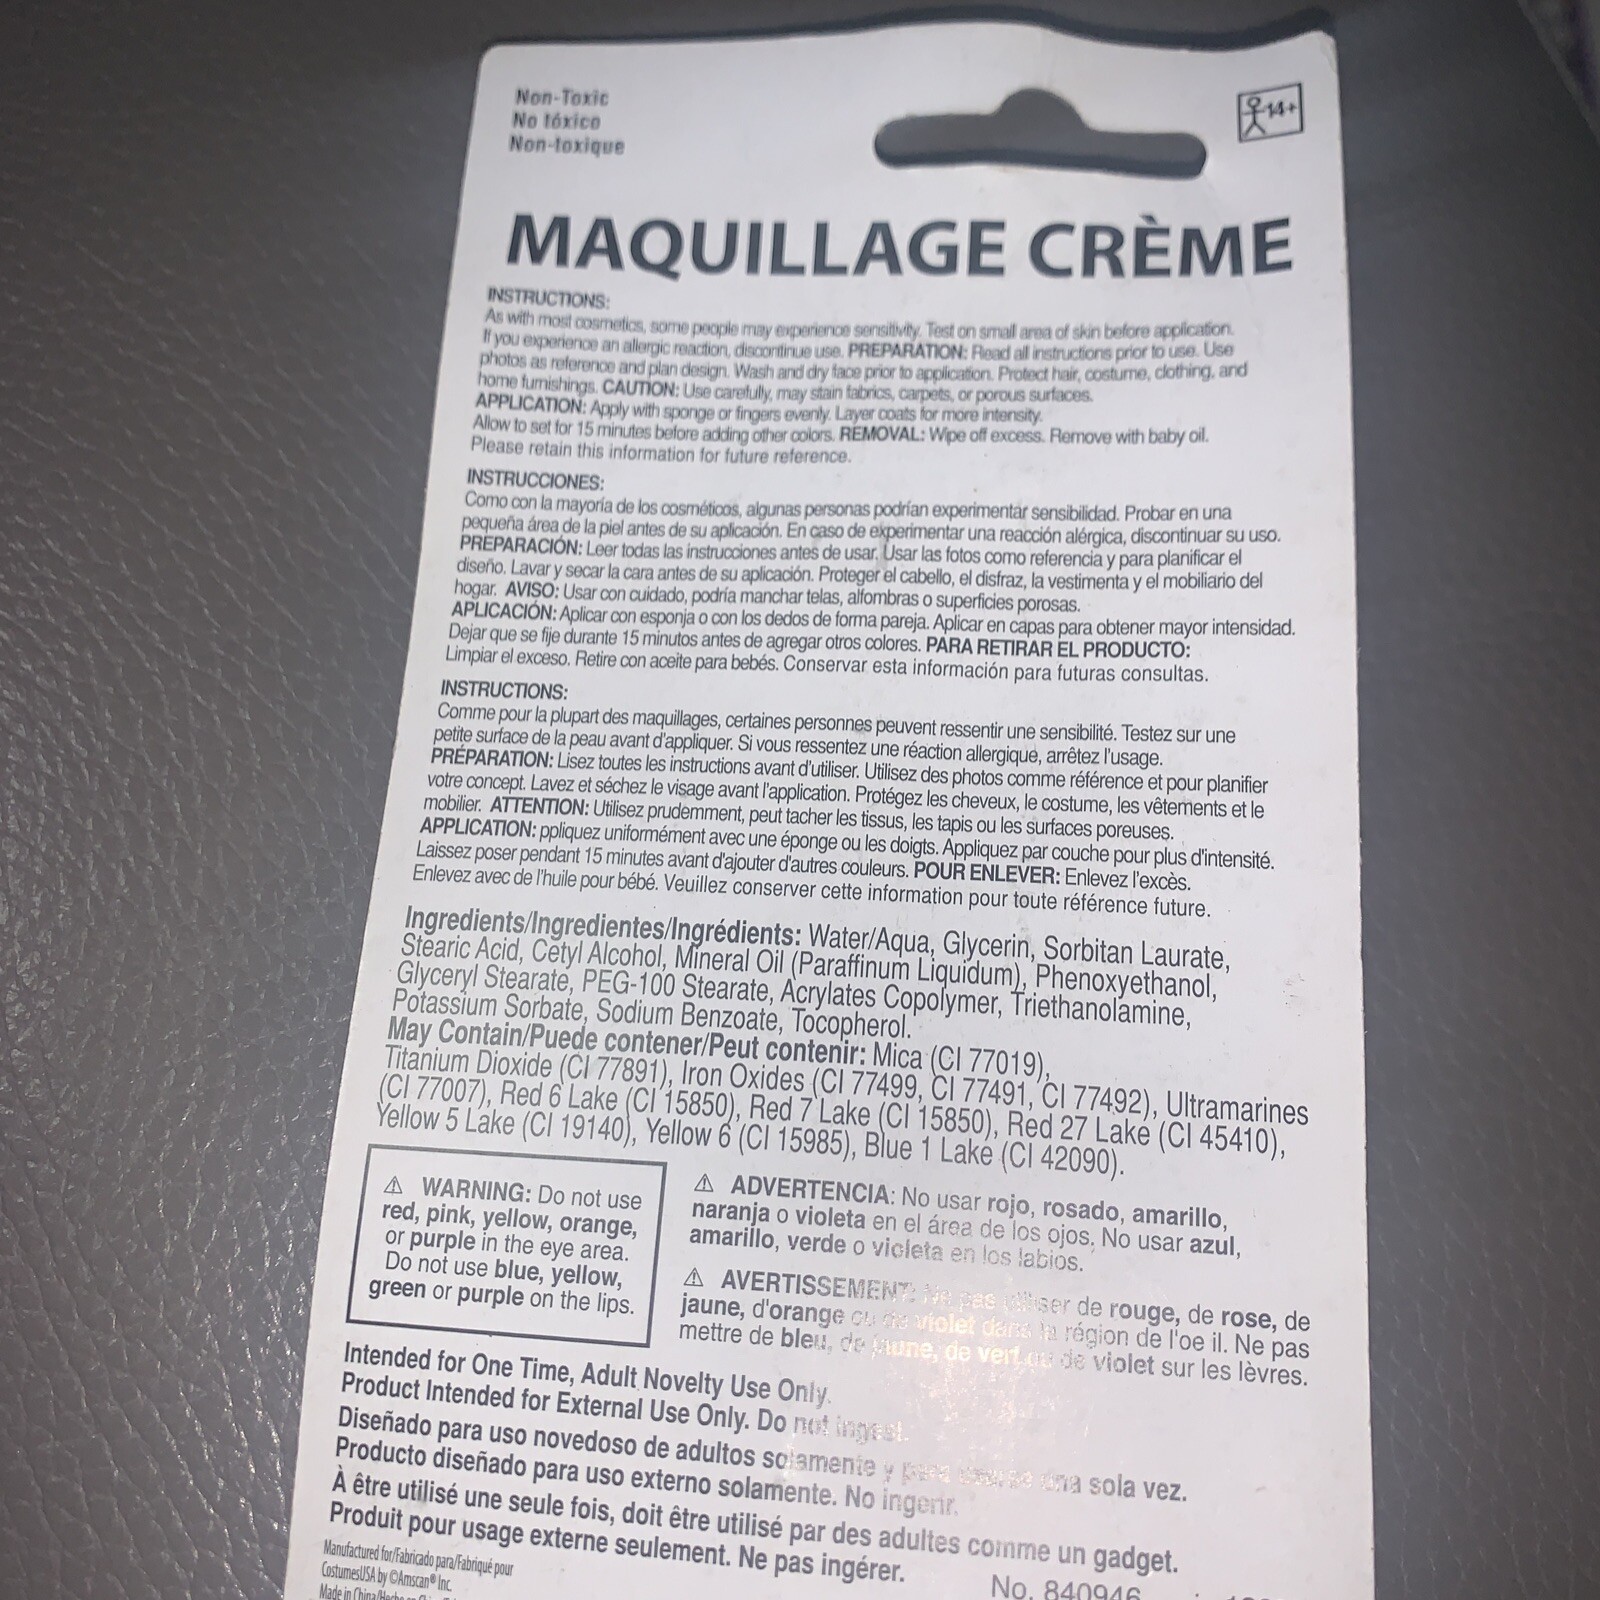 Non-Toxic
No tóxico
Non-toxique
14+
MAQUILLAGE CRÈME
INSTRUCTIONS:
As with most cosmetics, some people may experience sensitivity. Test on small area of skin before application.
If you experience an allergic reaction, discontinue use. PREPARATION: Read all instructions prior to use. Use
photos as reference and plan design. Wash and dry face prior to application. Protect hair, costume, clothing, and
home furnishings. CAUTION: Use carefully, may stain fabrics, carpets, or porous surfaces.
APPLICATION: Apply with sponge or fingers evenly. Layer coats for more intensity.
Allow to set for 15 minutes before adding other colors. REMOVAL: Wipe off excess. Remove with baby oil.
Please retain this information for future reference.
INSTRUCCIONES:
Como con la mayoría de los cosméticos, algunas personas podrían experimentar sensibilidad. Probar en una
pequeña área de la piel antes de su aplicación. En caso de experimentar una reacción alérgica, discontinuar su uso.
PREPARACIÓN: Leer todas las instrucciones antes de usar. Usar las fotos como referencia y para planificar el
diseño. Lavar y secar la cara antes de su aplicación. Proteger el cabello, el disfraz, la vestimenta y el mobiliario del
hogar. AVISO: Usar con cuidado, podría manchar telas, alfombras o superficies porosas.
APLICACIÓN: Aplicar con esponja o con los dedos de forma pareja. Aplicar en capas para obtener mayor intensidad.
Dejar que se fije durante 15 minutos antes de agregar otros colores. PARA RETIRAR EL PRODUCTO:
Limpiar el exceso. Retire con aceite para bebés. Conservar esta información para futuras consultas.
INSTRUCTIONS:
Comme pour la plupart des maquillages, certaines personnes peuvent ressentir une sensibilité. Testez sur une
petite surface de la peau avant d'appliquer. Si vous ressentez une réaction allergique, arrêtez l'usage.
PRÉPARATION: Lisez toutes les instructions avant d'utiliser. Utilisez des photos comme référence et pour planifier
votre concept. Lavez et séchez le visage avant l'application. Protégez les cheveux, le costume, les vêtements et le
mobilier. ATTENTION: Utilisez prudemment, peut tacher les tissus, les tapis ou les surfaces poreuses.
APPLICATION: ppliquez uniformément avec une éponge ou les doigts. Appliquez par couche pour plus d'intensité.
Laissez poser pendant 15 minutes avant d'ajouter d'autres couleurs. POUR ENLEVER: Enlevez l'excès.
Enlevez avec de l'huile pour bébé. Veuillez conserver cette information pour toute référence future.
Ingredients/Ingredientes/Ingrédients: Water/Aqua, Glycerin, Sorbitan Laurate,
Stearic Acid, Cetyl Alcohol, Mineral Oil (Paraffinum Liquidum), Phenoxyethanol,
Glyceryl Stearate, PEG-100 Stearate, Acrylates Copolymer, Triethanolamine,
Potassium Sorbate, Sodium Benzoate, Tocopherol.
May Contain/Puede contener/Peut contenir: Mica (CI 77019),
Titanium Dioxide (CI 77891), Iron Oxides (CI 77499, CI 77491, CI 77492), Ultramarines
(CI 77007), Red 6 Lake (CI 15850), Red 7 Lake (CI 15850), Red 27 Lake (CI 45410),
Yellow 5 Lake (CI 19140), Yellow 6 (CI 15985), Blue 1 Lake (CI 42090).
⚠ WARNING: Do not use
red, pink, yellow, orange,
or purple in the eye area.
Do not use blue, yellow,
green or purple on the lips.
⚠ ADVERTENCIA: No usar rojo, rosado, amarillo,
naranja o violeta en el área de los ojos. No usar azul,
amarillo, verde o violeta en los labios.
⚠ AVERTISSEMENT: Ne pas utiliser de rouge, de rose, de
jaune, d'orange ou de violet dans la région de l'oe il. Ne pas
mettre de bleu, de jaune, de vert ou de violet sur les lèvres.
Intended for One Time, Adult Novelty Use Only.
Product Intended for External Use Only. Do not ingest.
Diseñado para uso novedoso de adultos solamente y para una sola vez.
Producto diseñado para uso externo solamente. No ingerir.
À être utilisé une seule fois, doit être utilisé par des adultes comme un gadget.
Produit pour usage externe seulement. Ne pas ingérer.
Manufactured for/Fabricado para/Fabriqué pour
CostumesUSA by ©Amscan® Inc.
Made in China/Hecho
No. 840946